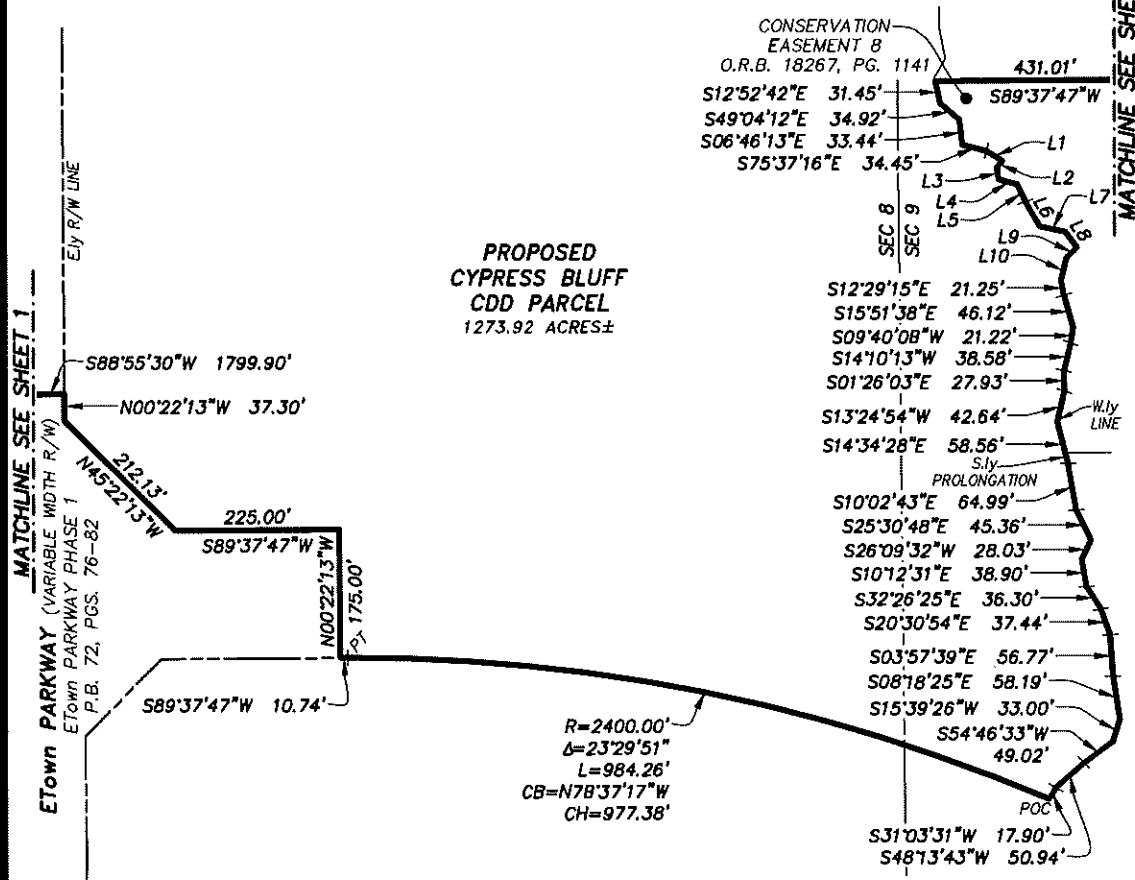 CONSERVATION
EASEMENT 8
O.R.B. 18267, PG. 1141
431.01'
S89°37'47"W
MATCHLINE SEE SHE
S12°52'42"E 31.45'
S49°04'12"E 34.92'
S06°46'13"E 33.44'
S75°37'16"E 34.45'
L1
L2
L3
L4
L5
L6
L7
L8
L9
L10
SEC 8
SEC 9
Ely R/W LINE
PROPOSED
CYPRESS BLUFF
CDD PARCEL
1273.92 ACRES±
MATCHLINE SEE SHEET 1
S88°55'30"W 1799.90'
N00°22'13"W 37.30'
212.13'
N45°22'13"W
225.00'
S89°37'47"W
N00°22'13"W
175.00'
PT
S89°37'47"W 10.74'
ETown PARKWAY (VARIABLE WIDTH R/W)
ETown PARKWAY PHASE 1
P.B. 72, PGS. 76-82
R=2400.00'
Δ=23°29'51"
L=984.26'
CB=N78°37'17"W
CH=977.38'
S12°29'15"E 21.25'
S15°51'38"E 46.12'
S09°40'08"W 21.22'
S14°10'13"W 38.58'
S01°26'03"E 27.93'
S13°24'54"W 42.64'
W.ly
LINE
S14°34'28"E 58.56'
S.ly
PROLONGATION
S10°02'43"E 64.99'
S25°30'48"E 45.36'
S26°09'32"W 28.03'
S10°12'31"E 38.90'
S32°26'25"E 36.30'
S20°30'54"E 37.44'
S03°57'39"E 56.77'
S08°18'25"E 58.19'
S15°39'26"W 33.00'
S54°46'33"W
49.02'
POC
S31°03'31"W 17.90'
S48°13'43"W 50.94'